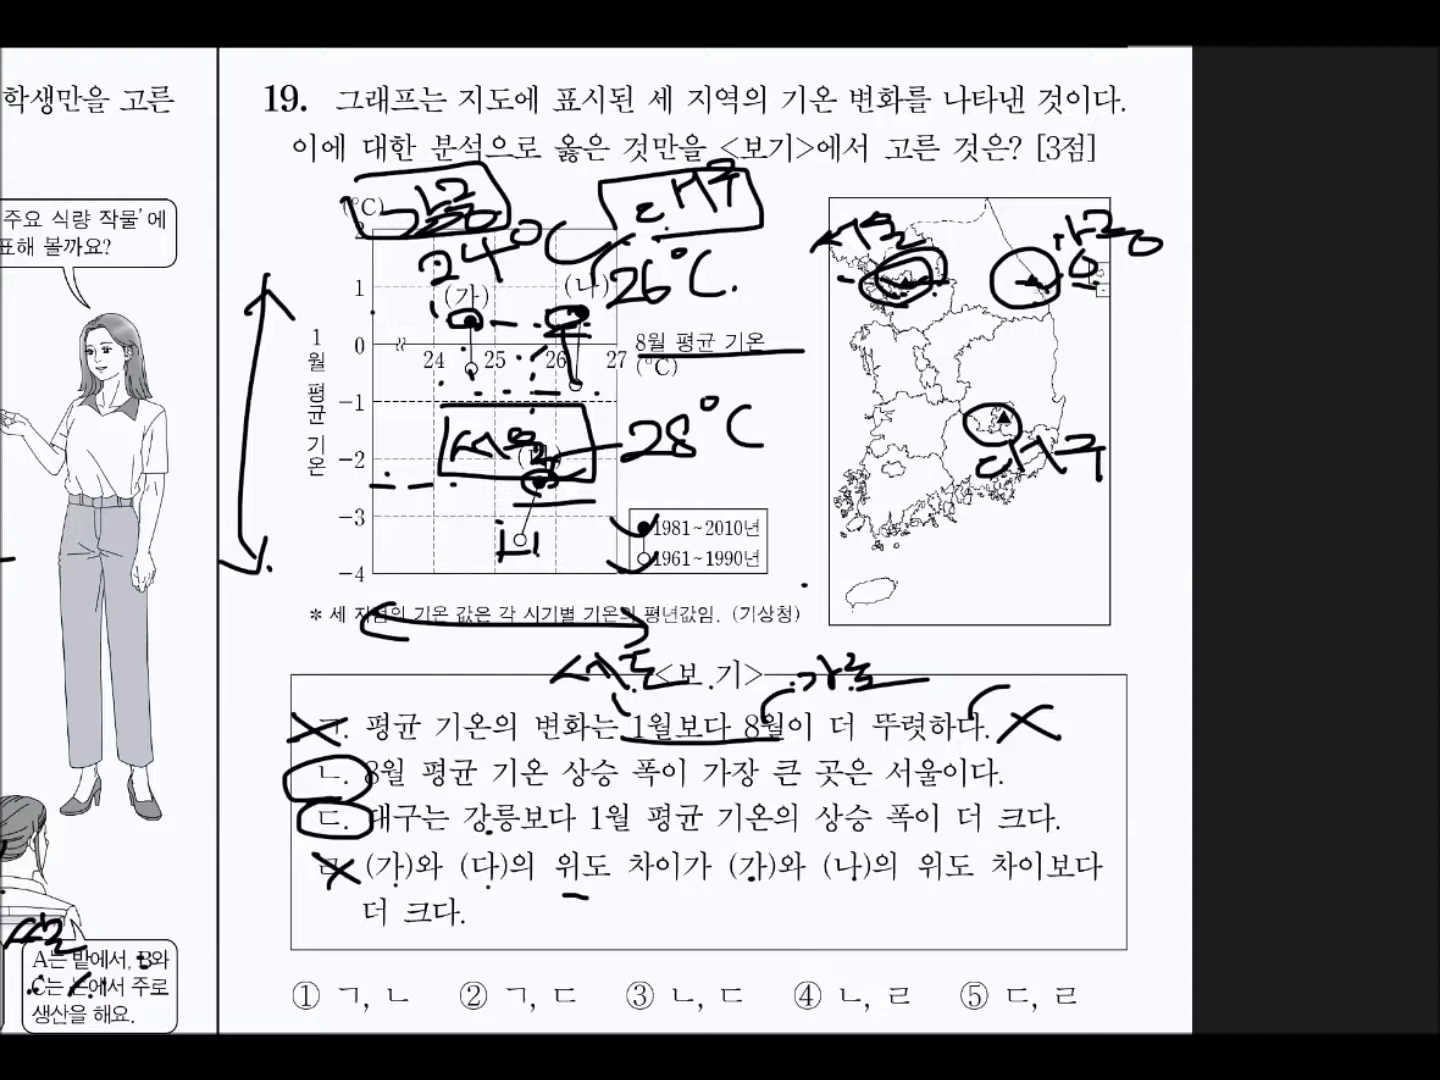 학생만을 고른
주요 식량 작물’에
표해 볼까요?
A는 밭에서, B와
C는 논에서 주로
생산을 해요.
19. 그래프는 지도에 표시된 세 지역의 기온 변화를 나타낸 것이다.
이에 대한 분석으로 옳은 것만을 <보기>에서 고른 것은? [3점]
(℃)
강릉
대구
24℃
26℃.
(가)
(나)
1
0
24 25 26 27
8월 평균 기온
(℃)
1월 평균 기온
-1
서울
28℃
-2
-3
-4
1981~2010년
1961~1990년
* 세 지점의 기온 값은 각 시기별 기온의 평년값임. (기상청)
서울
강릉
대구
세로
가로
<보 기>
ㄱ. 평균 기온의 변화는 1월보다 8월이 더 뚜렷하다.
ㄴ. 8월 평균 기온 상승 폭이 가장 큰 곳은 서울이다.
ㄷ. 대구는 강릉보다 1월 평균 기온의 상승 폭이 더 크다.
ㄹ. (가)와 (다)의 위도 차이가 (가)와 (나)의 위도 차이보다
더 크다.
① ㄱ, ㄴ ② ㄱ, ㄷ ③ ㄴ, ㄷ ④ ㄴ, ㄹ ⑤ ㄷ, ㄹ